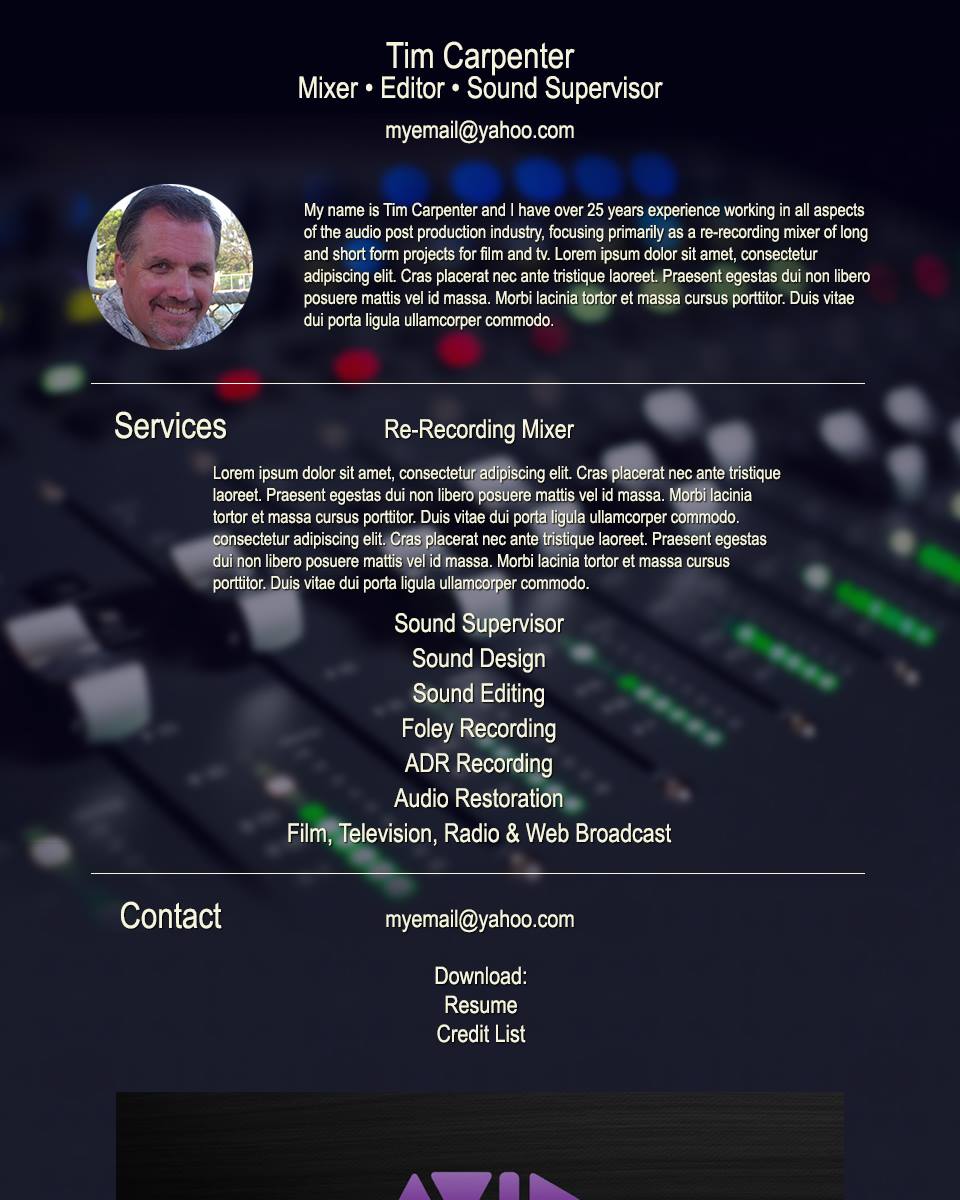 Tim Carpenter
Mixer • Editor • Sound Supervisor
myemail@yahoo.com
My name is Tim Carpenter and I have over 25 years experience working in all aspects
of the audio post production industry, focusing primarily as a re-recording mixer of long
and short form projects for film and tv. Lorem ipsum dolor sit amet, consectetur
adipiscing elit. Cras placerat nec ante tristique laoreet. Praesent egestas dui non libero
posuere mattis vel id massa. Morbi lacinia tortor et massa cursus porttitor. Duis vitae
dui porta ligula ullamcorper commodo.
Services
Re-Recording Mixer
Lorem ipsum dolor sit amet, consectetur adipiscing elit. Cras placerat nec ante tristique
laoreet. Praesent egestas dui non libero posuere mattis vel id massa. Morbi lacinia
tortor et massa cursus porttitor. Duis vitae dui porta ligula ullamcorper commodo.
consectetur adipiscing elit. Cras placerat nec ante tristique laoreet. Praesent egestas
dui non libero posuere mattis vel id massa. Morbi lacinia tortor et massa cursus
porttitor. Duis vitae dui porta ligula ullamcorper commodo.
Sound Supervisor
Sound Design
Sound Editing
Foley Recording
ADR Recording
Audio Restoration
Film, Television, Radio & Web Broadcast
Contact
myemail@yahoo.com
Download:
Resume
Credit List